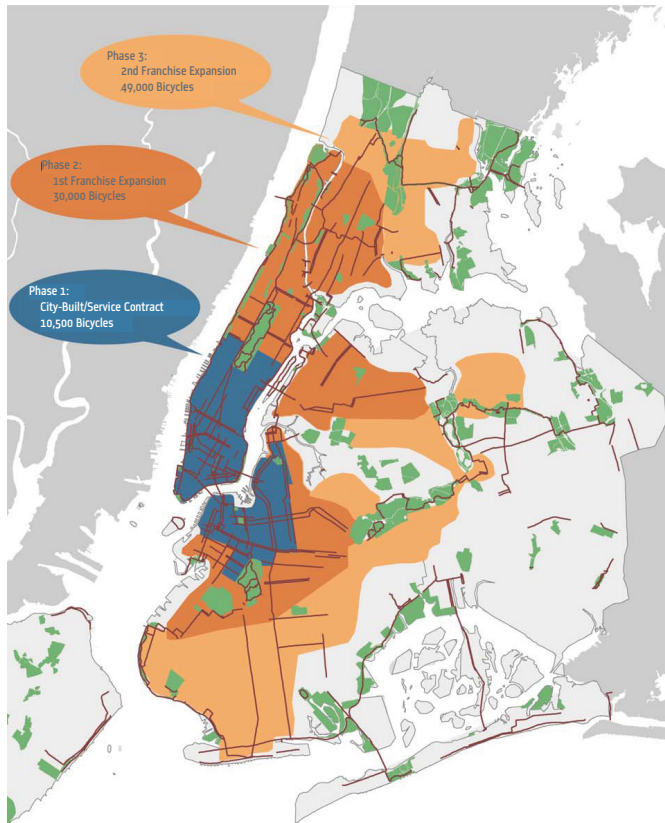 Phase 3:
2nd Franchise Expansion
49,000 Bicycles
Phase 2:
1st Franchise Expansion
30,000 Bicycles
Phase 1:
City-Built/Service Contract
10,500 Bicycles